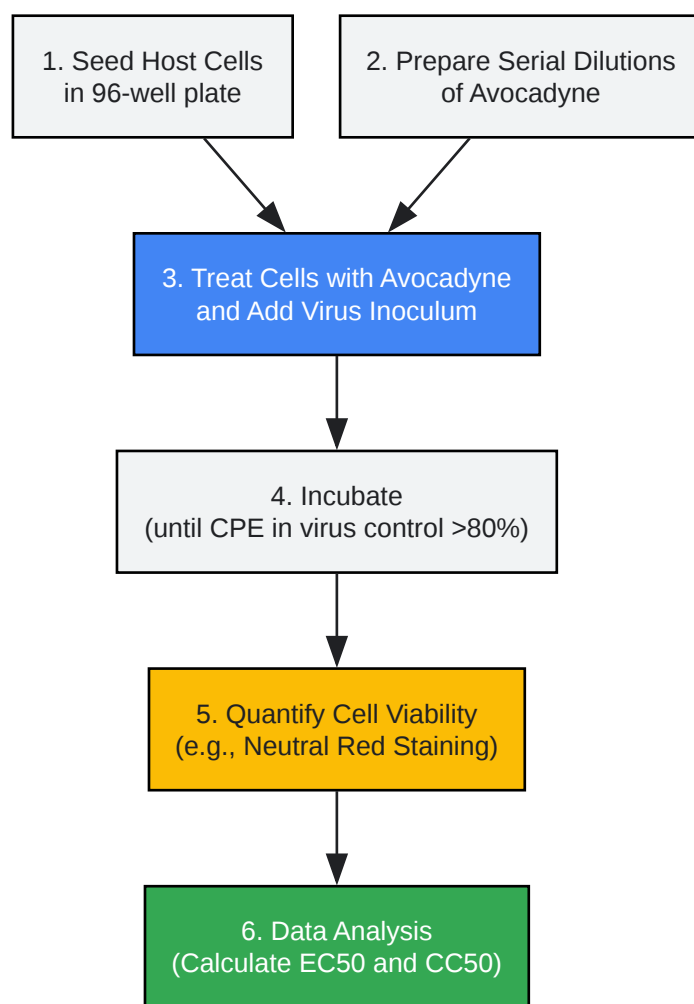 1. Seed Host Cells
in 96-well plate
2. Prepare Serial Dilutions
of Avocadyne
3. Treat Cells with Avocadyne
and Add Virus Inoculum
4. Incubate
(until CPE in virus control >80%)
5. Quantify Cell Viability
(e.g., Neutral Red Staining)
6. Data Analysis
(Calculate EC50 and CC50)